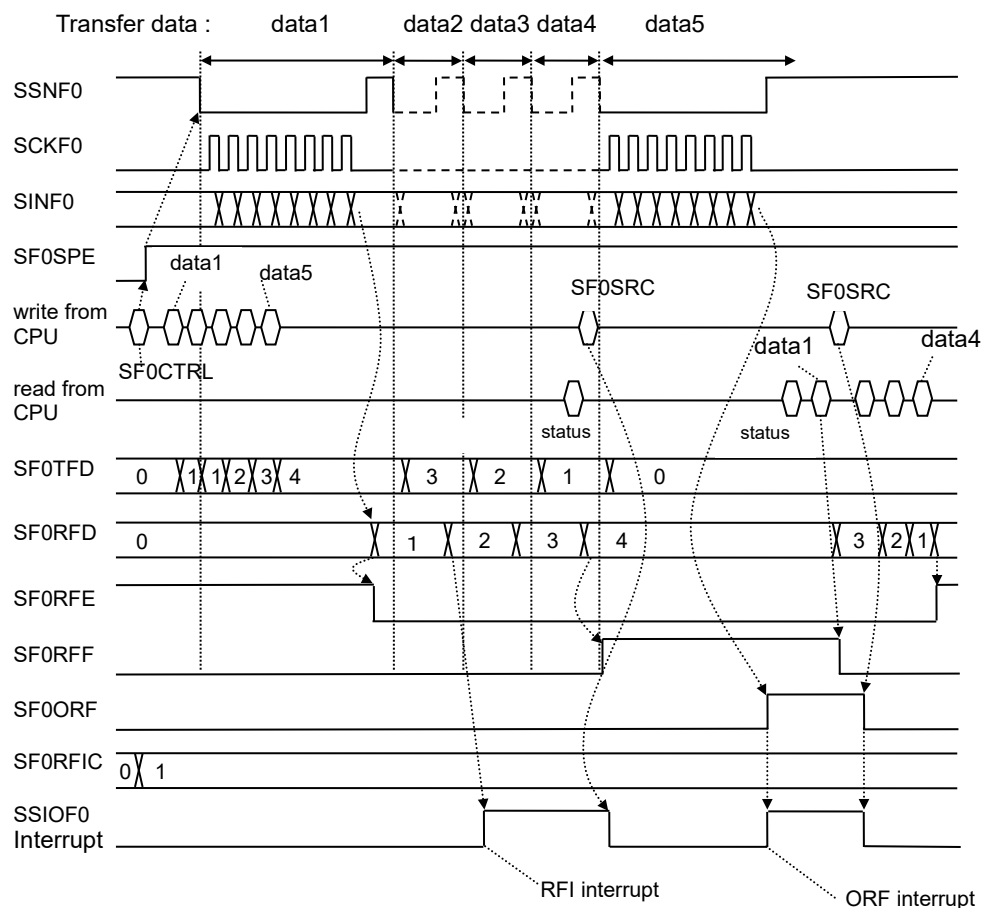 Transfer data : data1 data2 data3 data4 data5
SSNF0
SCKF0
SINF0
SF0SPE
data1 data5 SF0SRC SF0SRC
write from
CPU
SF0CTRL data1 data4
read from
CPU
status status
SF0TFD 0 1 1 2 3 4 3 2 1 0
SF0RFD 0 1 2 3 4 3 2 1
SF0RFE
SF0RFF
SF0ORF
SF0RFIC 0 1
SSIOF0
Interrupt
RFI interrupt ORF interrupt